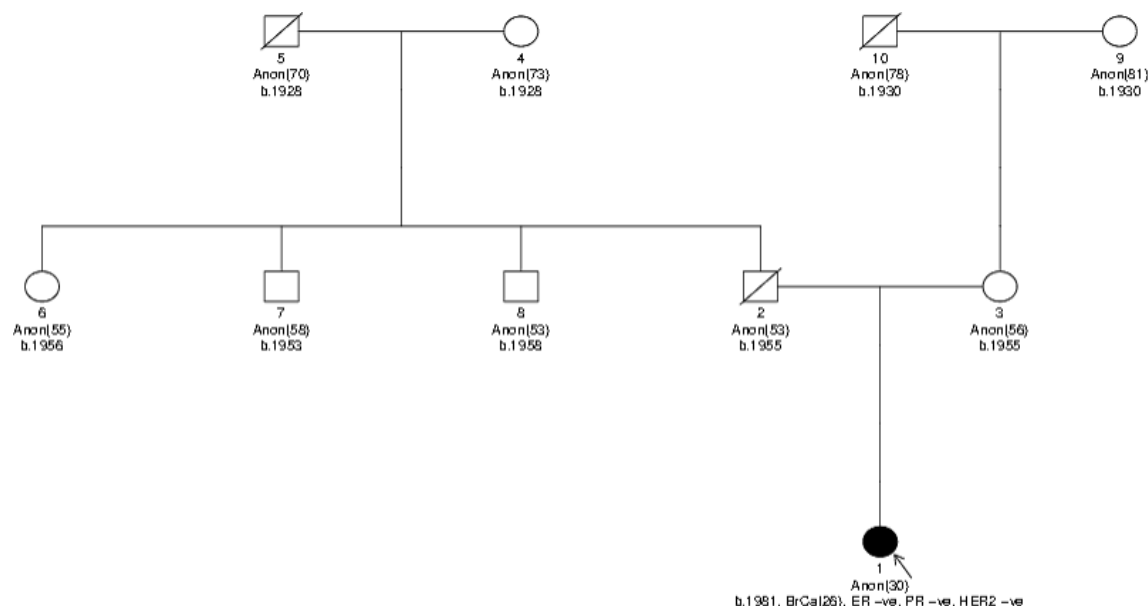 5
Anon(70)
b.1928
4
Anon(73)
b.1928
10
Anon(78)
b.1930
9
Anon(81)
b.1930
6
Anon(55)
b.1956
7
Anon(58)
b.1953
8
Anon(53)
b.1958
2
Anon(53)
b.1955
3
Anon(56)
b.1955
1
Anon(30)
b.1981, BrCa(26), ER -ve, PR -ve, HER2 -ve